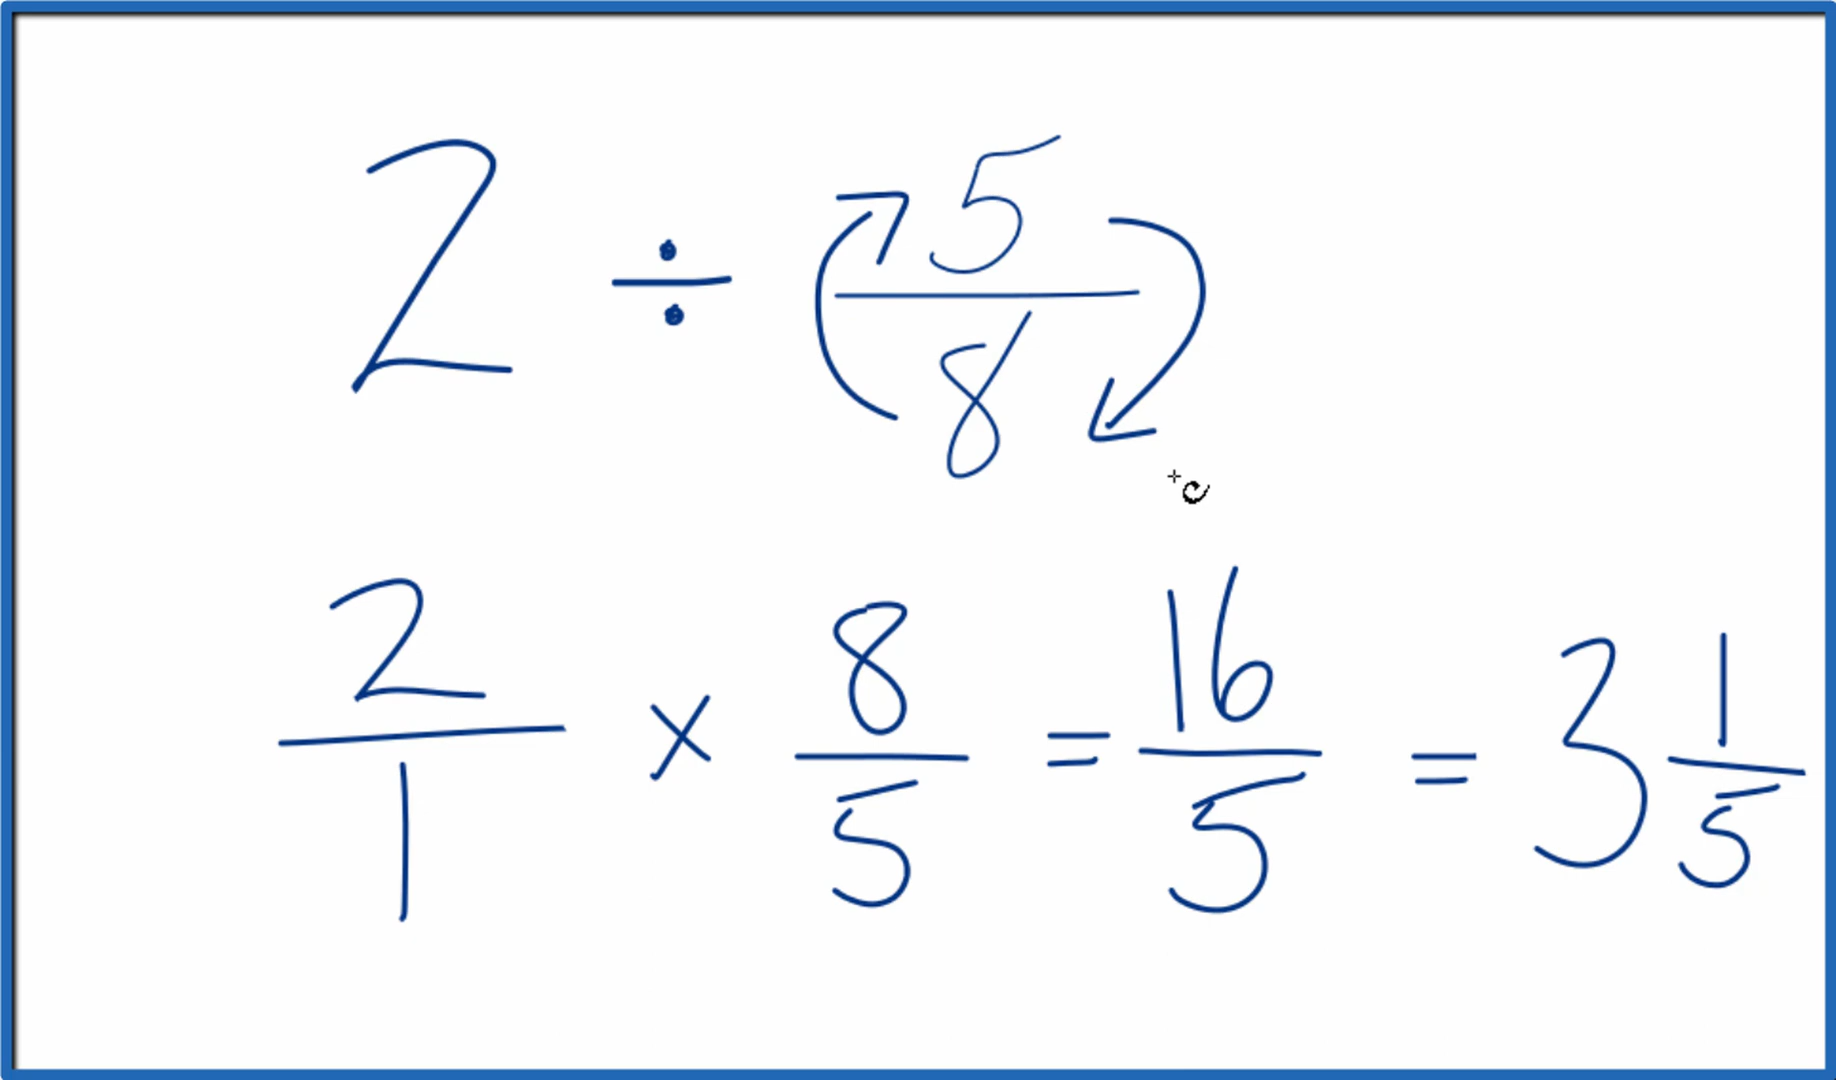 2 ÷ 5/8
2/1 × 8/5 = 16/5 = 3 1/5